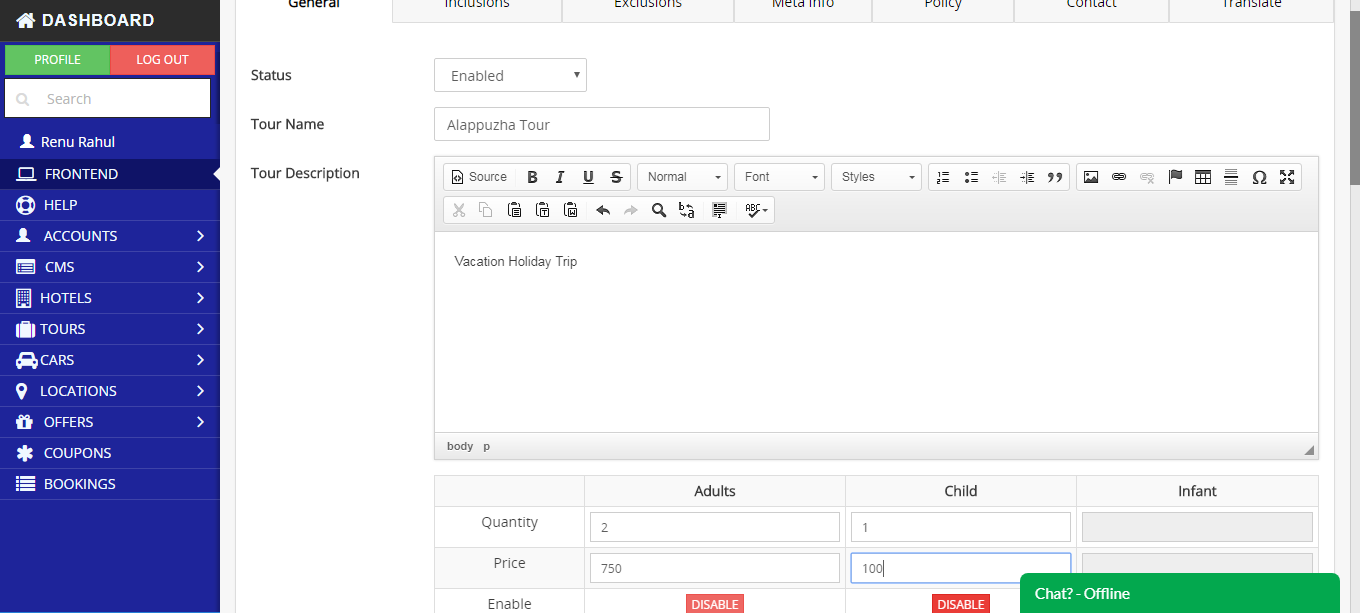 DASHBOARD
PROFILE LOG OUT
Search
Renu Rahul
FRONTEND
HELP
ACCOUNTS
CMS
HOTELS
TOURS
CARS
LOCATIONS
OFFERS
COUPONS
BOOKINGS
General Inclusions Exclusions Meta Info Policy Contact Translate
Status Enabled
Tour Name Alappuzha Tour
Tour Description
Source B I U S Normal Font Styles
ABC
Vacation Holiday Trip
body p
Adults Child Infant
Quantity 2 1
Price 750 100
Enable DISABLE DISABLE
Chat? - Offline